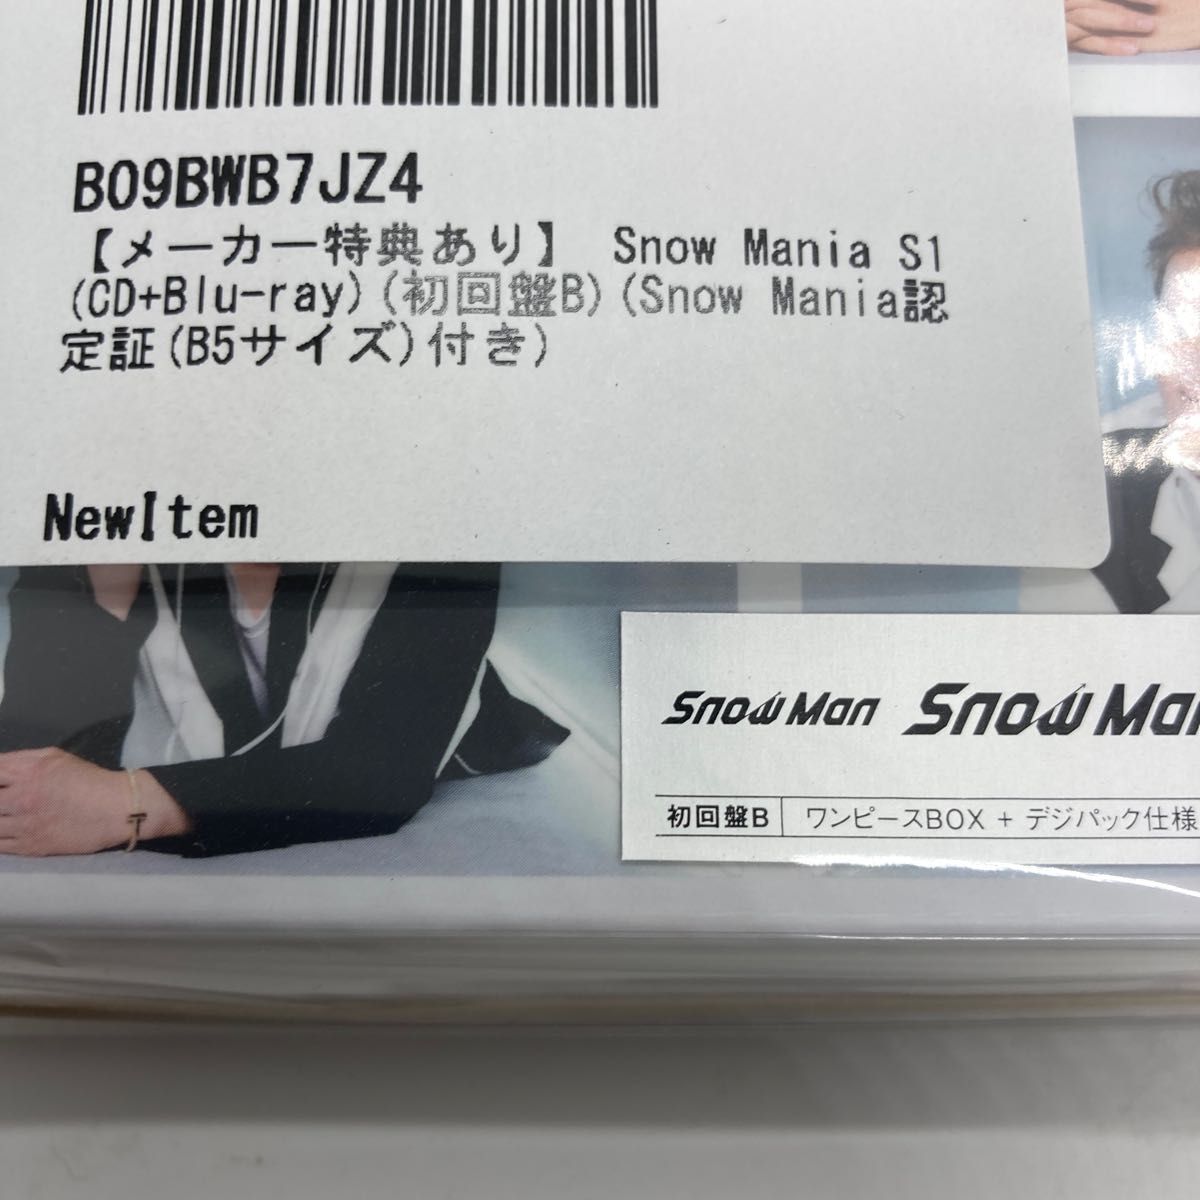 B09BWB7JZ4
【メーカー特典あり】 Snow Mania S1
(CD+Blu-ray)(初回盤B)(Snow Mania認
定証(B5サイズ)付き)
NewItem
Snow Man Snow Man
初回盤B ワンピースBOX + デジパック仕様